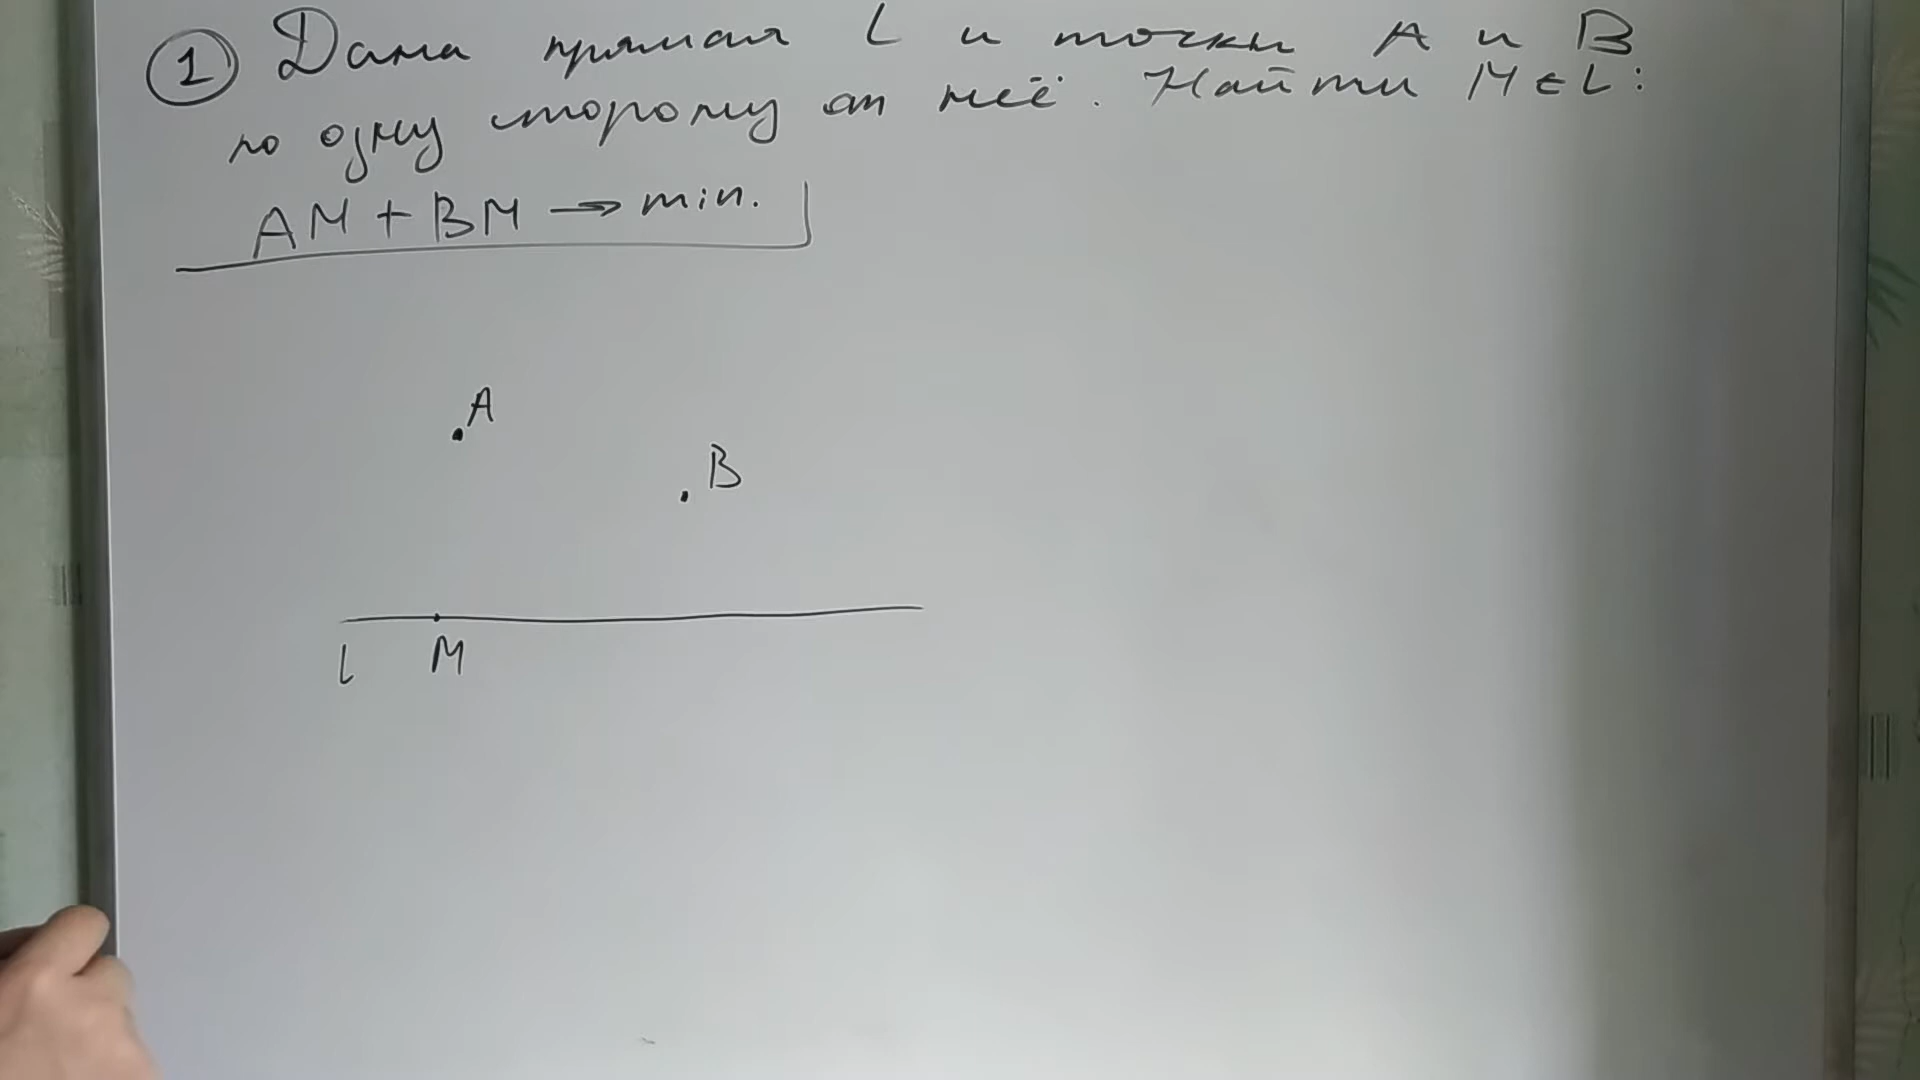 ① Дана прямая l и точки A и B
по одну сторону от неё. Найти M ∈ l:
AM + BM → min.
A
B
l M